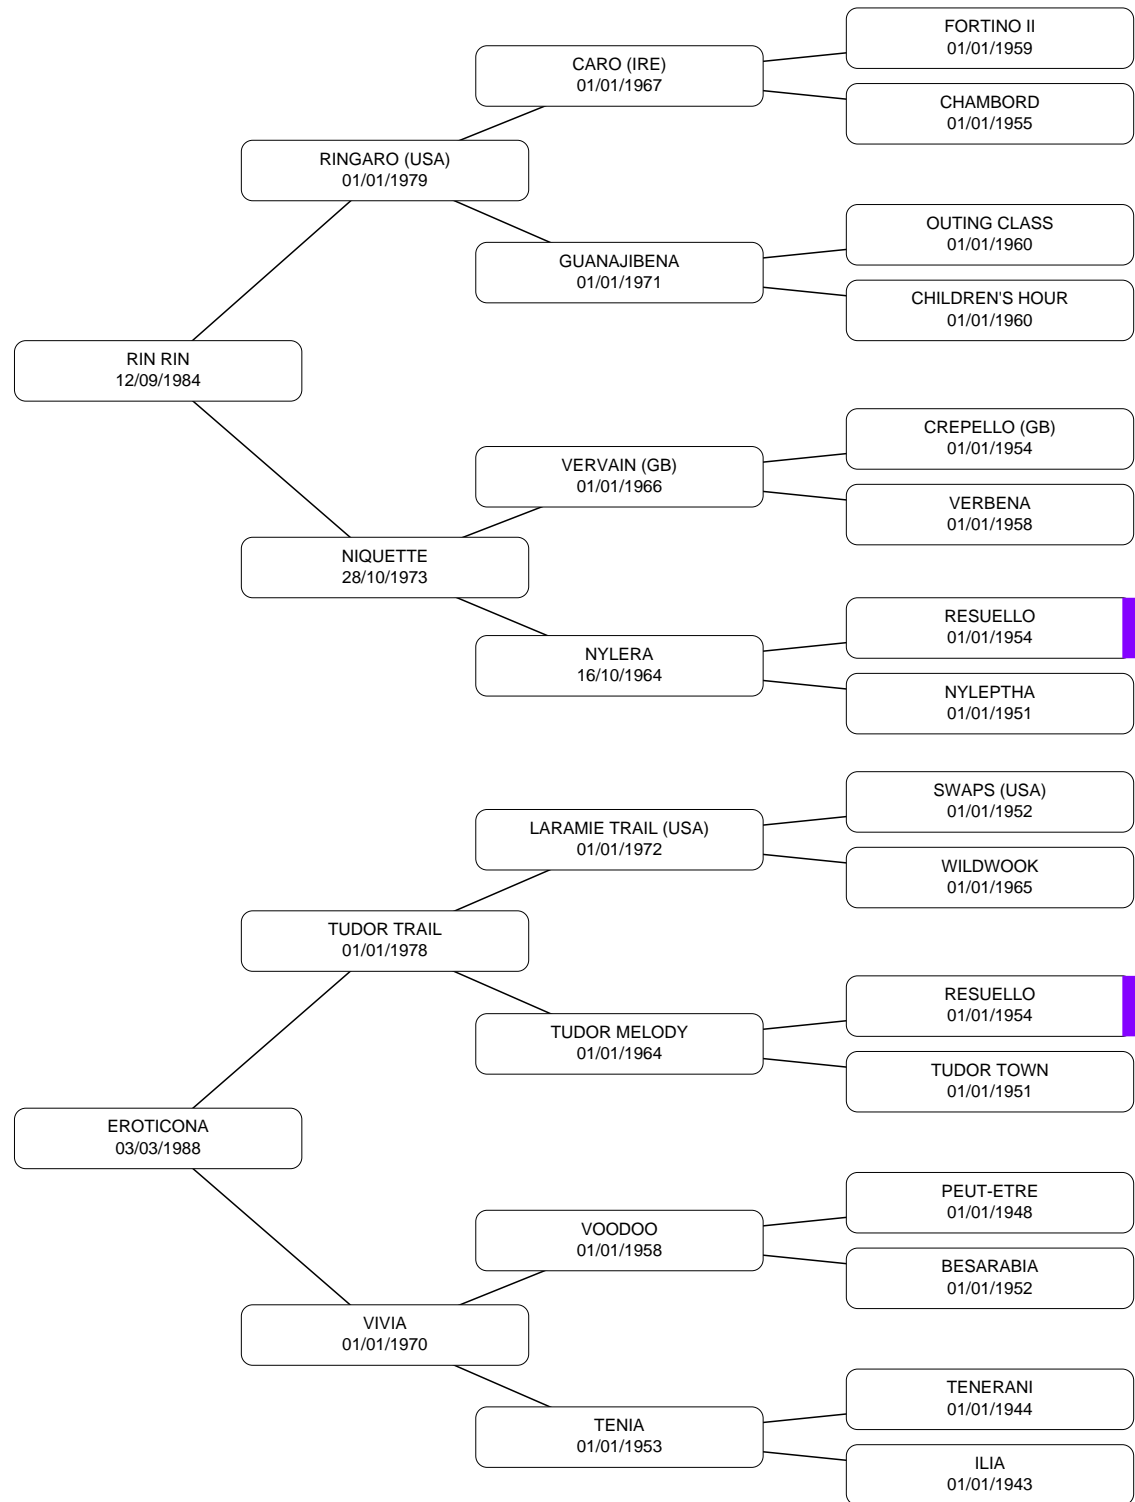 FORTINO II
01/01/1959
CARO (IRE)
01/01/1967
CHAMBORD
01/01/1955
RINGARO (USA)
01/01/1979
OUTING CLASS
01/01/1960
GUANAJIBENA
01/01/1971
CHILDREN'S HOUR
01/01/1960
RIN RIN
12/09/1984
CREPELLO (GB)
01/01/1954
VERVAIN (GB)
01/01/1966
VERBENA
01/01/1958
NIQUETTE
28/10/1973
RESUELLO
01/01/1954
NYLERA
16/10/1964
NYLEPTHA
01/01/1951
SWAPS (USA)
01/01/1952
LARAMIE TRAIL (USA)
01/01/1972
WILDWOOK
01/01/1965
TUDOR TRAIL
01/01/1978
RESUELLO
01/01/1954
TUDOR MELODY
01/01/1964
TUDOR TOWN
01/01/1951
EROTICONA
03/03/1988
PEUT-ETRE
01/01/1948
VOODOO
01/01/1958
BESARABIA
01/01/1952
VIVIA
01/01/1970
TENERANI
01/01/1944
TENIA
01/01/1953
ILIA
01/01/1943